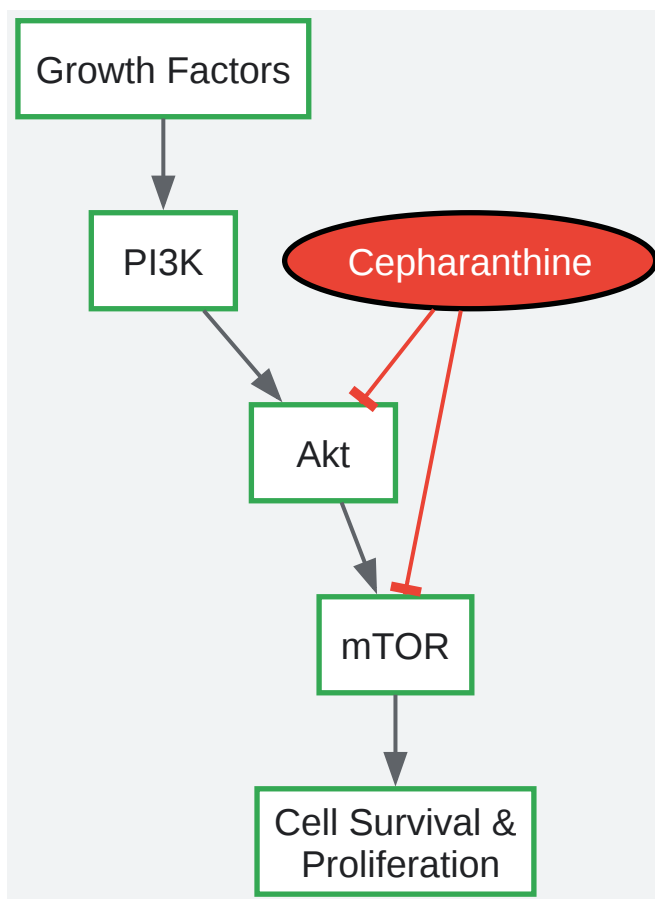 Growth Factors
PI3K
Cepharanthine
Akt
mTOR
Cell Survival &
Proliferation